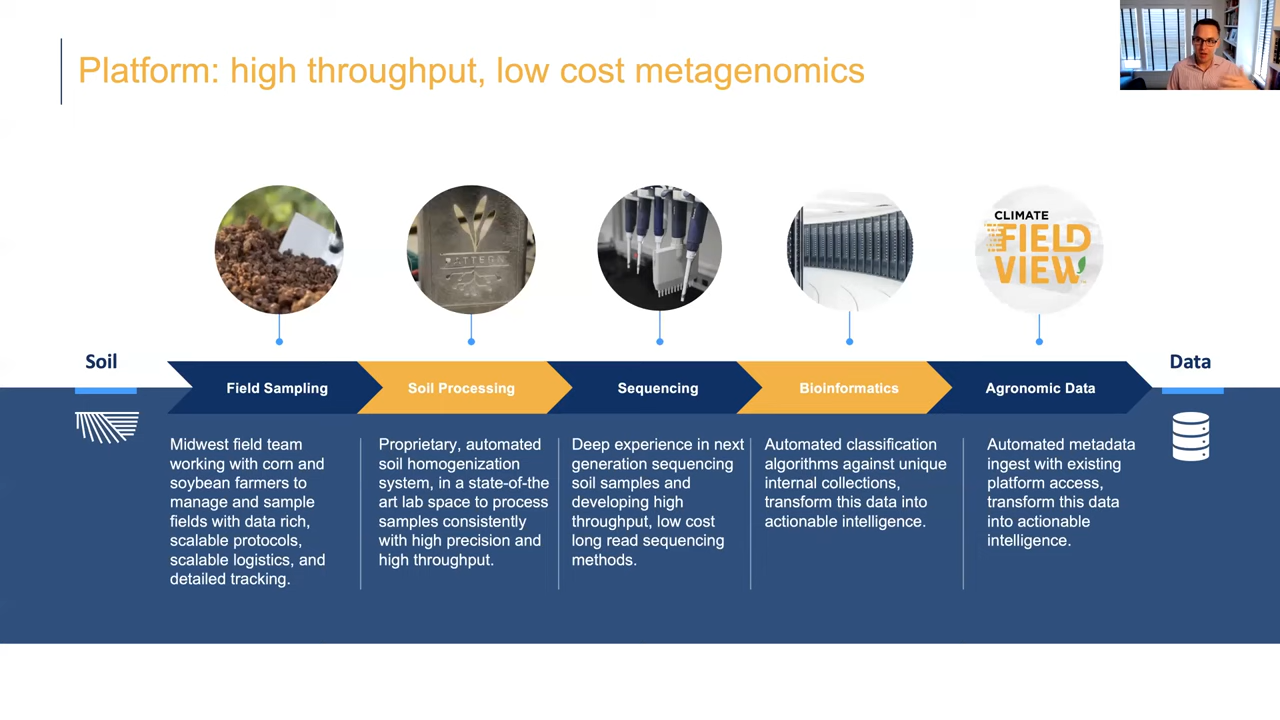 Platform: high throughput, low cost metagenomics
PATTERN
CLIMATE
FIELD
VIEW
Soil
Data
Field Sampling
Soil Processing
Sequencing
Bioinformatics
Agronomic Data
Midwest field team
working with corn and
soybean farmers to
manage and sample
fields with data rich,
scalable protocols,
scalable logistics, and
detailed tracking.
Proprietary, automated
soil homogenization
system, in a state-of-the
art lab space to process
samples consistently
with high precision and
high throughput.
Deep experience in next
generation sequencing
soil samples and
developing high
throughput, low cost
long read sequencing
methods.
Automated classification
algorithms against unique
internal collections,
transform this data into
actionable intelligence.
Automated metadata
ingest with existing
platform access,
transform this data
into actionable
intelligence.